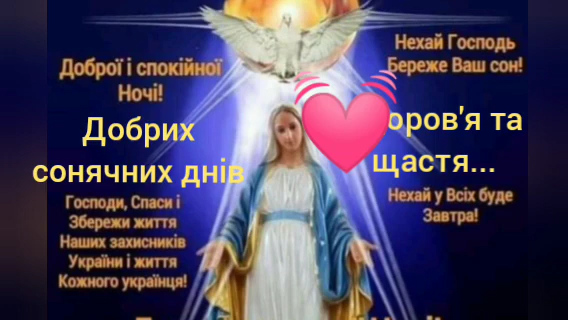 Доброї і спокійної
Ночі!
Нехай Господь
Береже Ваш сон!
Добрих
сонячних днів
щастя...
та
Господи, Спаси і
Збережи життя
Наших захисників
України і життя
Кожного українця!
Нехай у Всіх буде
Завтра!